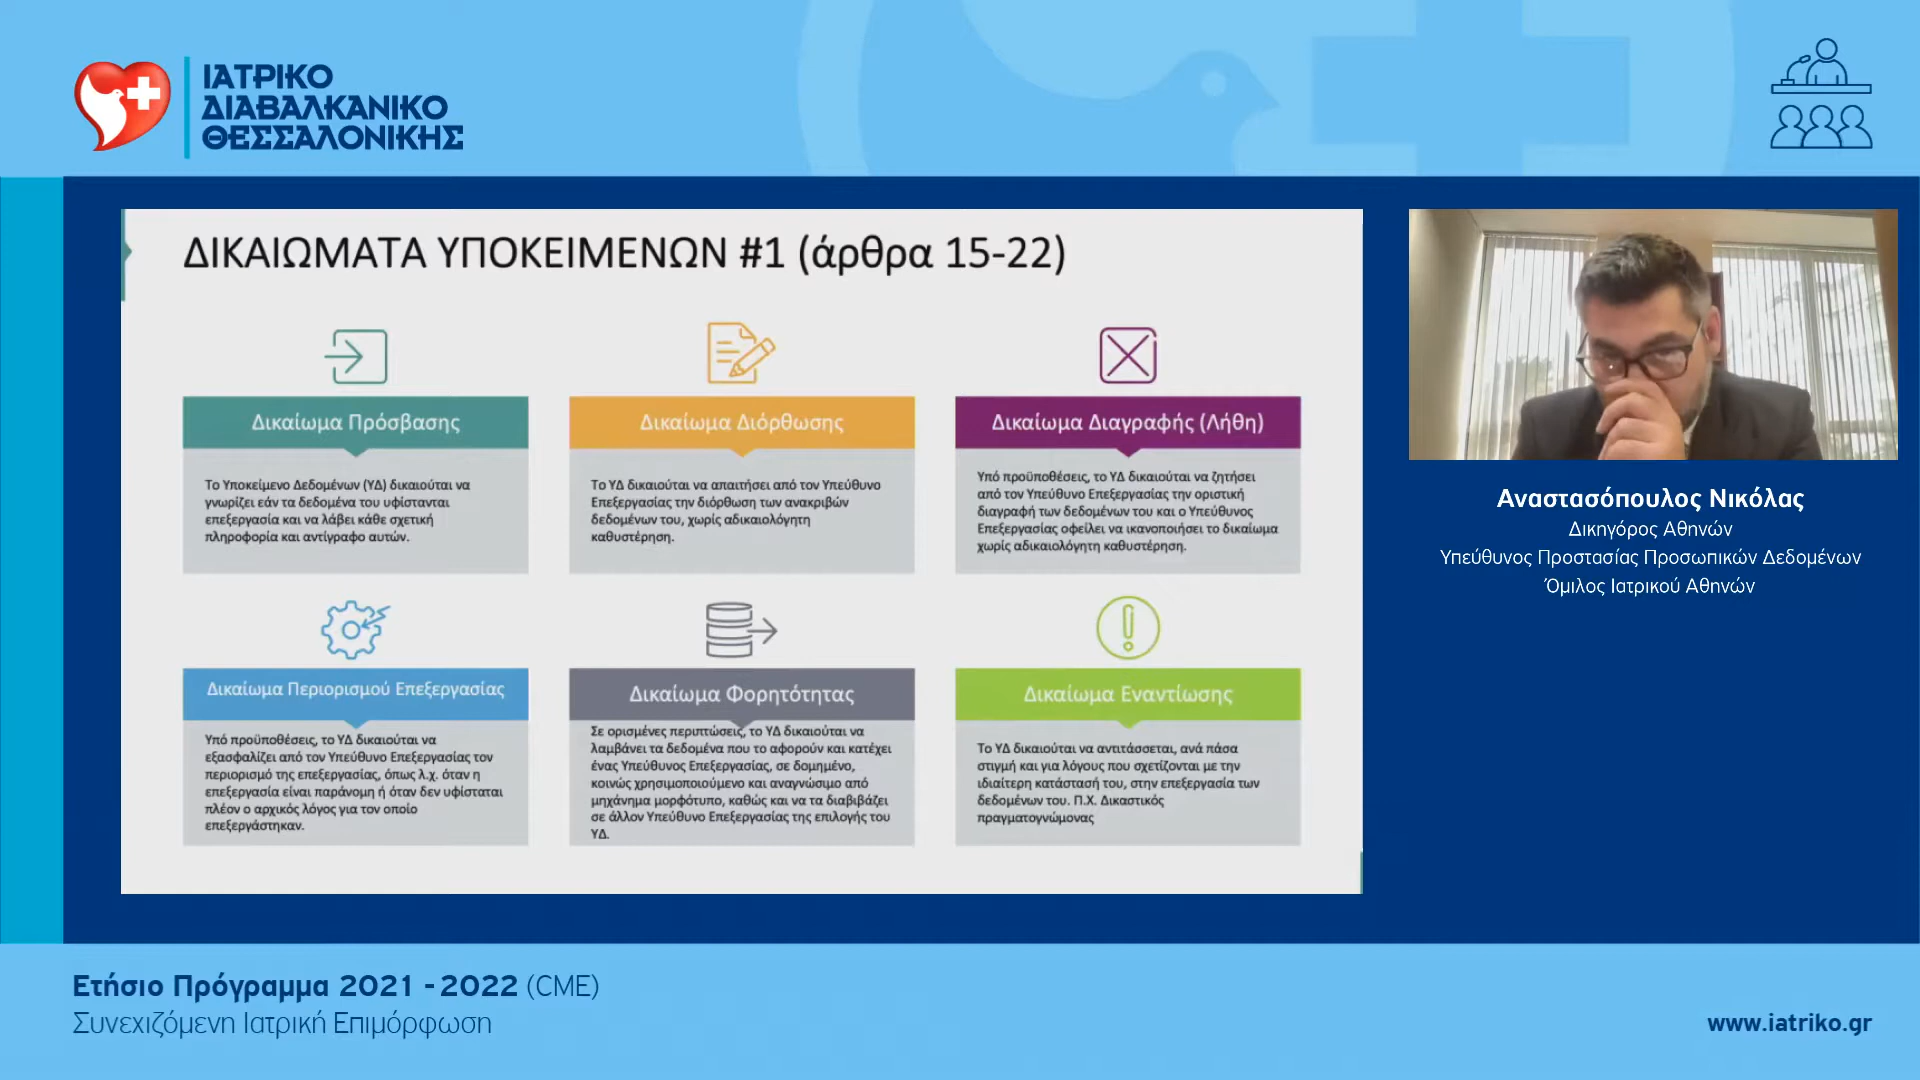 ΙΑΤΡΙΚΟ
ΔΙΑΒΑΛΚΑΝΙΚΟ
ΘΕΣΣΑΛΟΝΙΚΗΣ
ΔΙΚΑΙΩΜΑΤΑ ΥΠΟΚΕΙΜΕΝΩΝ #1 (άρθρα 15-22)
Δικαίωμα Πρόσβασης
Το Υποκείμενο Δεδομένων (ΥΔ) δικαιούται να
γνωρίζει εάν τα δεδομένα του υφίστανται
επεξεργασία και να λάβει κάθε σχετική
πληροφορία και αντίγραφο αυτών.
Δικαίωμα Διόρθωσης
Το ΥΔ δικαιούται να απαιτήσει από τον Υπεύθυνο
Επεξεργασίας την διόρθωση των ανακριβών
δεδομένων του, χωρίς αδικαιολόγητη
καθυστέρηση.
Δικαίωμα Διαγραφής (Λήθη)
Υπό προϋποθέσεις, το ΥΔ δικαιούται να ζητήσει
από τον Υπεύθυνο Επεξεργασίας την οριστική
διαγραφή των δεδομένων του και ο Υπεύθυνος
Επεξεργασίας οφείλει να ικανοποιήσει το δικαίωμα
χωρίς αδικαιολόγητη καθυστέρηση.
Δικαίωμα Περιορισμού Επεξεργασίας
Υπό προϋποθέσεις, το ΥΔ δικαιούται να
εξασφαλίζει από τον Υπεύθυνο Επεξεργασίας τον
περιορισμό της επεξεργασίας, όπως λ.χ. όταν η
επεξεργασία είναι παράνομη ή όταν δεν υφίσταται
πλέον ο αρχικός λόγος για τον οποίο
επεξεργάστηκαν.
Δικαίωμα Φορητότητας
Σε ορισμένες περιπτώσεις, το ΥΔ δικαιούται να
λαμβάνει τα δεδομένα που το αφορούν και κατέχει
ένας Υπεύθυνος Επεξεργασίας, σε δομημένο,
κοινώς χρησιμοποιούμενο και αναγνώσιμο από
μηχάνημα μορφότυπο, καθώς και να τα διαβιβάζει
σε άλλον Υπεύθυνο Επεξεργασίας της επιλογής του
ΥΔ.
Δικαίωμα Εναντίωσης
Το ΥΔ δικαιούται να αντιτάσσεται, ανά πάσα
στιγμή και για λόγους που σχετίζονται με την
ιδιαίτερη κατάστασή του, στην επεξεργασία των
δεδομένων του. Π.Χ. Δικαστικός
πραγματογνώμονας
Αναστασόπουλος Νικόλας
Δικηγόρος Αθηνών
Υπεύθυνος Προστασίας Προσωπικών Δεδομένων
Όμιλος Ιατρικού Αθηνών
Ετήσιο Πρόγραμμα 2021 - 2022 (CME)
Συνεχιζόμενη Ιατρική Επιμόρφωση
www.iatriko.gr